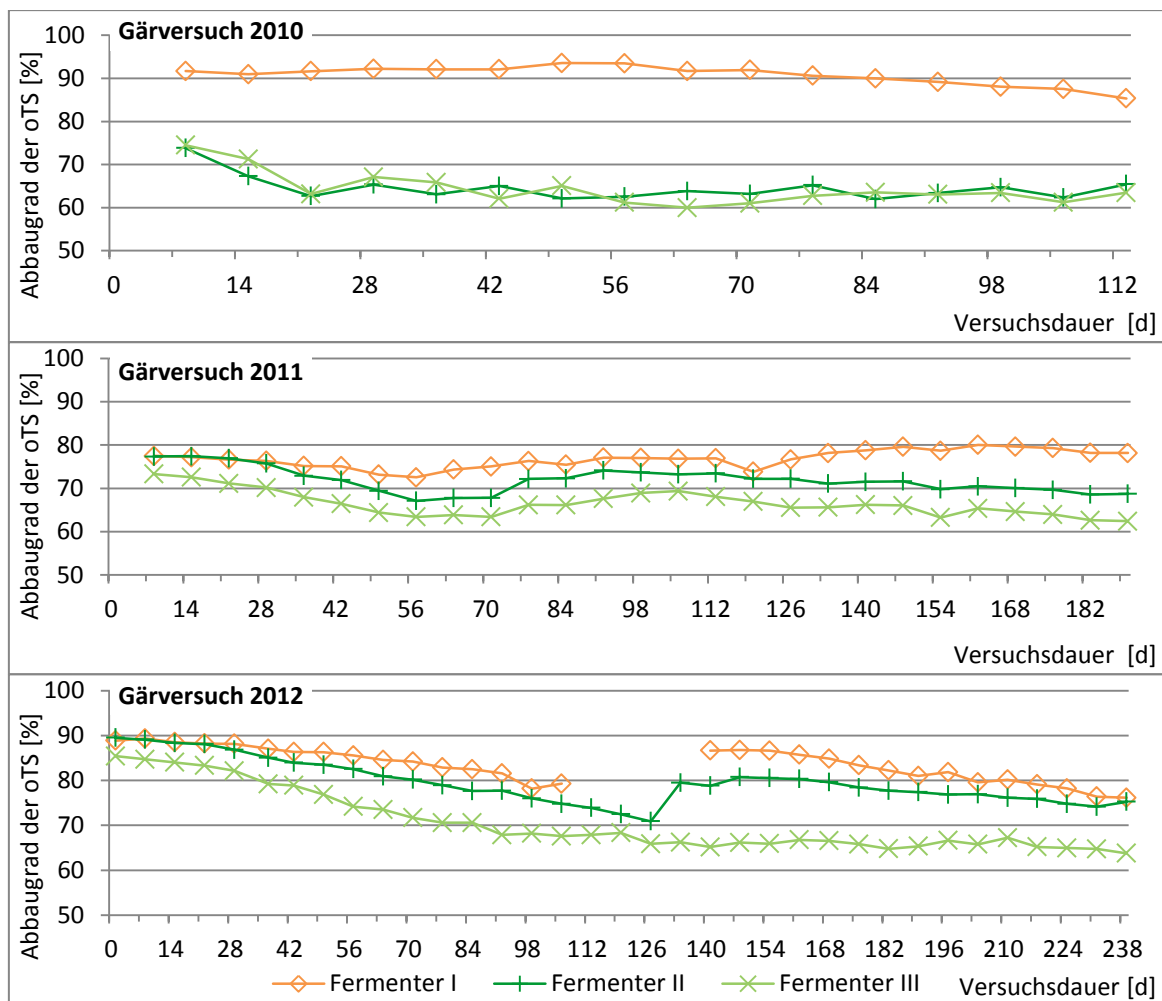 Gärversuch 2010
Abbaugrad der oTS [%]
100
90
80
70
60
50
0 14 28 42 56 70 84 98 112
Versuchsdauer [d]
Gärversuch 2011
Abbaugrad der oTS [%]
100
90
80
70
60
50
0 14 28 42 56 70 84 98 112 126 140 154 168 182
Versuchsdauer [d]
Gärversuch 2012
Abbaugrad der oTS [%]
100
90
80
70
60
50
0 14 28 42 56 70 84 98 112 126 140 154 168 182 196 210 224 238
Fermenter I Fermenter II Fermenter III Versuchsdauer [d]